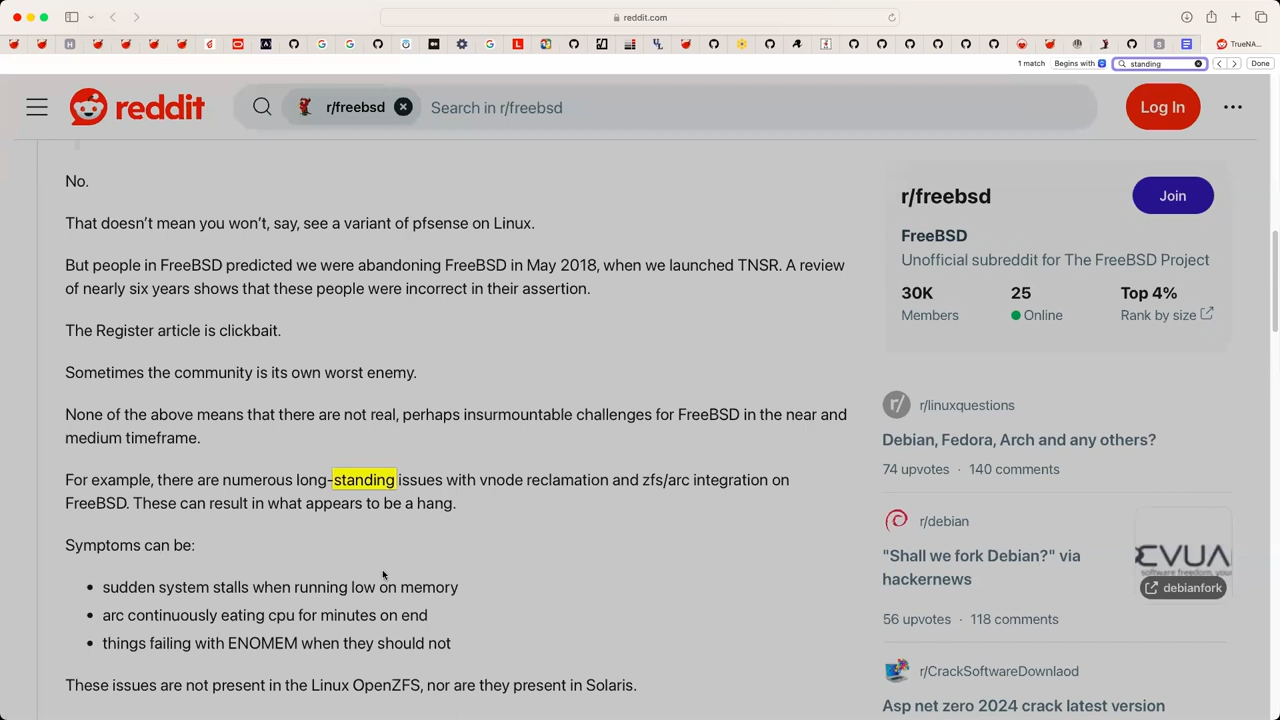 reddit.com
TrueNA...
1 match Begins with standing Done
reddit r/freebsd Search in r/freebsd Log In
No.
That doesn’t mean you won’t, say, see a variant of pfsense on Linux.
But people in FreeBSD predicted we were abandoning FreeBSD in May 2018, when we launched TNSR. A review
of nearly six years shows that these people were incorrect in their assertion.
The Register article is clickbait.
Sometimes the community is its own worst enemy.
None of the above means that there are not real, perhaps insurmountable challenges for FreeBSD in the near and
medium timeframe.
For example, there are numerous long-standing issues with vnode reclamation and zfs/arc integration on
FreeBSD. These can result in what appears to be a hang.
Symptoms can be:
• sudden system stalls when running low on memory
• arc continuously eating cpu for minutes on end
• things failing with ENOMEM when they should not
These issues are not present in the Linux OpenZFS, nor are they present in Solaris.
r/freebsd Join
FreeBSD
Unofficial subreddit for The FreeBSD Project
30K 25 Top 4%
Members Online Rank by size
r/linuxquestions
Debian, Fedora, Arch and any others?
74 upvotes · 140 comments
r/debian
"Shall we fork Debian?" via
hackernews
EVUA
software freedom, your
debianfork
56 upvotes · 118 comments
r/CrackSoftwareDownlaod
Asp net zero 2024 crack latest version